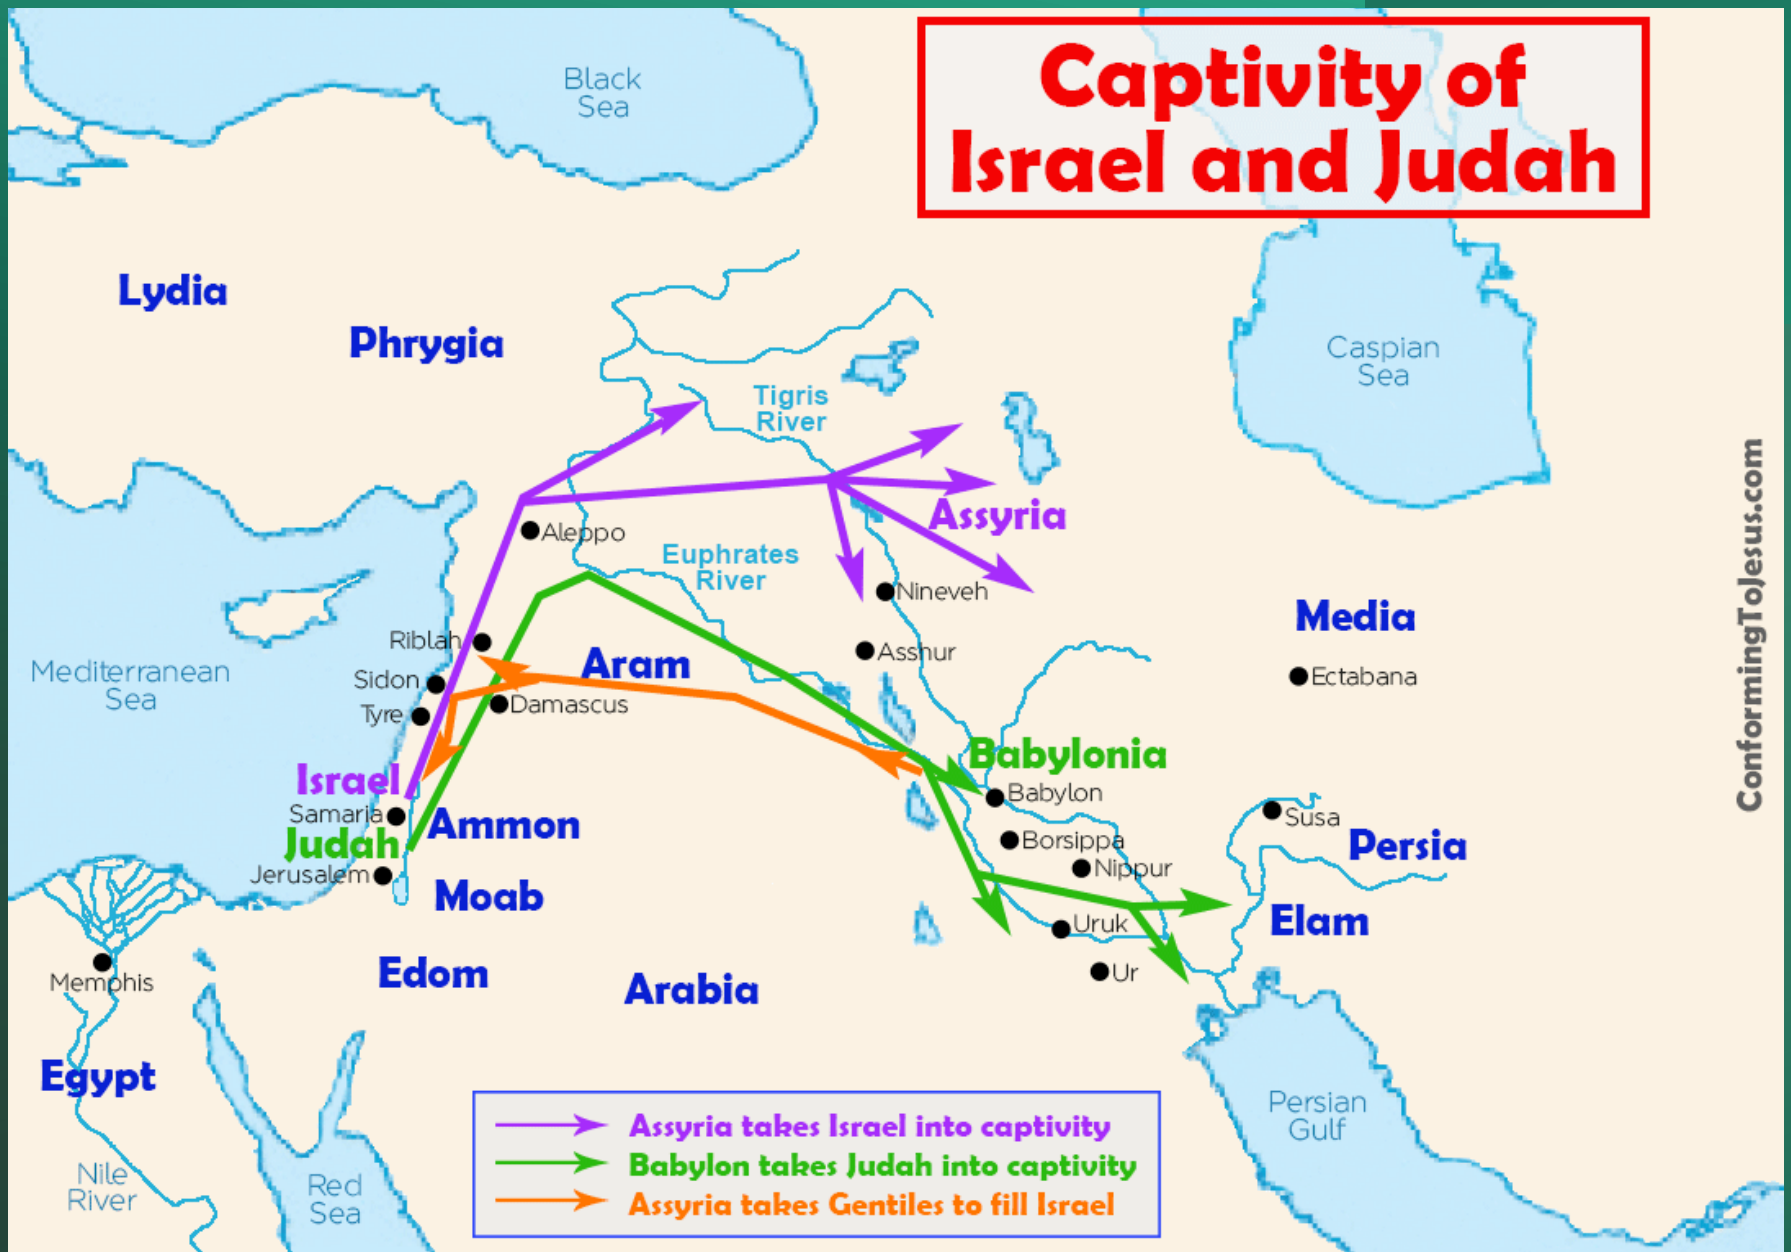 Captivity of
Israel and Judah
Black
Sea
Lydia
Phrygia
Caspian
Sea
Tigris
River
Assyria
Aleppo
Euphrates
River
Nineveh
Media
Riblah
Asshur
Aram
Ectabana
Mediterranean
Sea
Sidon
Tyre
Damascus
Babylonia
Israel
Babylon
Samaria
Ammon
Susa
Judah
Borsippa
Persia
Jerusalem
Nippur
Moab
Uruk
Elam
Memphis
Edom
Ur
Arabia
Egypt
Persian
Gulf
Nile
River
Red
Sea
Assyria takes Israel into captivity
Babylon takes Judah into captivity
Assyria takes Gentiles to fill Israel
ConformingToJesus.com